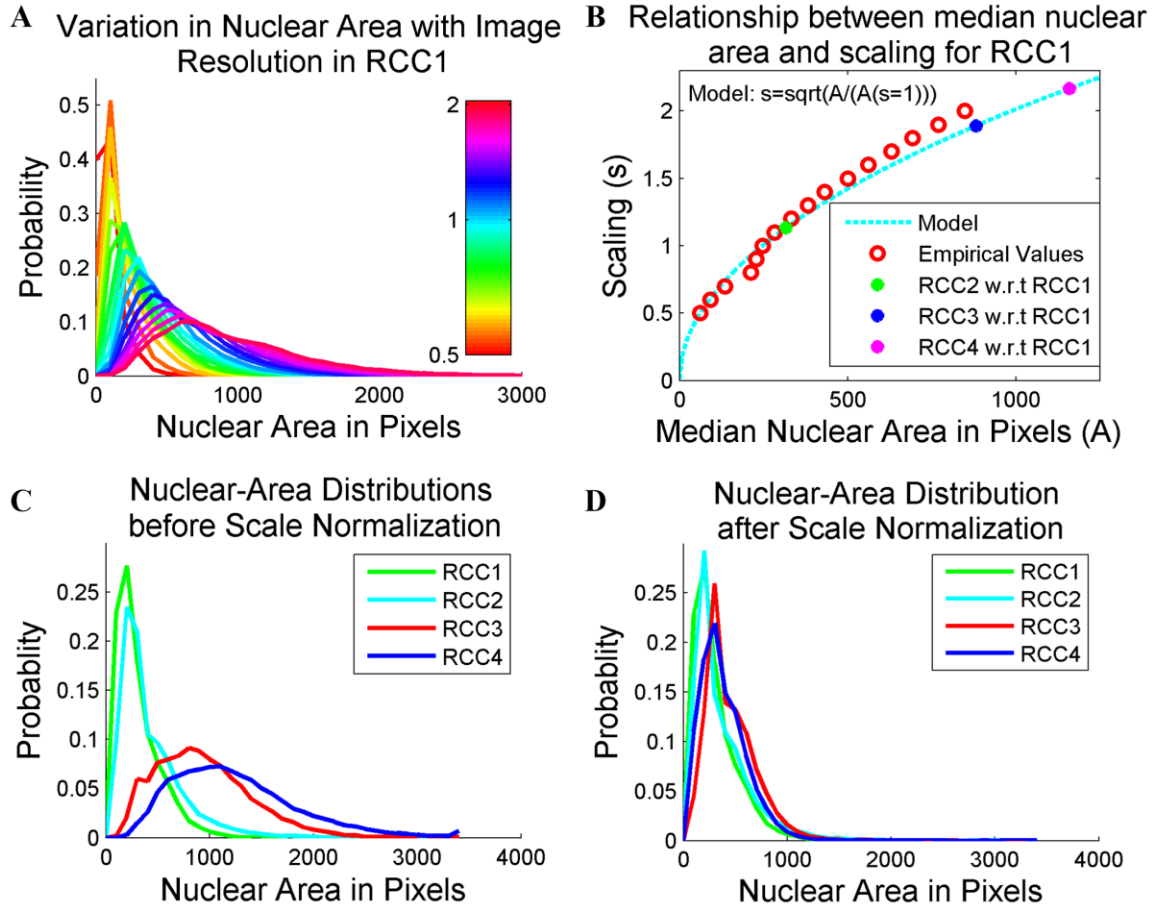 A
Variation in Nuclear Area with Image
Resolution in RCC1
Probability
0.5
0.4
0.3
0.2
0.1
0
0
1000
2000
3000
Nuclear Area in Pixels
2
1
0.5
B
Relationship between median nuclear
area and scaling for RCC1
Model: s=sqrt(A/(A(s=1)))
Scaling (s)
2
1.5
1
0.5
0
0
500
1000
Median Nuclear Area in Pixels (A)
Model
Empirical Values
RCC2 w.r.t RCC1
RCC3 w.r.t RCC1
RCC4 w.r.t RCC1
C
Nuclear-Area Distributions
before Scale Normalization
Probablity
0.25
0.2
0.15
0.1
0.05
0
0
1000
2000
3000
4000
Nuclear Area in Pixels
RCC1
RCC2
RCC3
RCC4
D
Nuclear-Area Distribution
after Scale Normalization
Probablity
0.25
0.2
0.15
0.1
0.05
0
0
1000
2000
3000
4000
Nuclear Area in Pixels
RCC1
RCC2
RCC3
RCC4